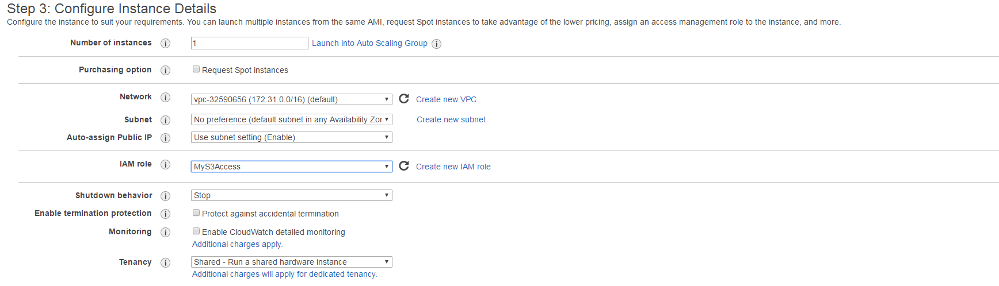 Step 3: Configure Instance Details
Configure the instance to suit your requirements. You can launch multiple instances from the same AMI, request Spot instances to take advantage of the lower pricing, assign an access management role to the instance, and more.
Number of instances i 1 Launch into Auto Scaling Group i
Purchasing option i Request Spot instances
Network i vpc-32590656 (172.31.0.0/16) (default) Create new VPC
Subnet i No preference (default subnet in any Availability Zor Create new subnet
Auto-assign Public IP i Use subnet setting (Enable)
IAM role i MyS3Access Create new IAM role
Shutdown behavior i Stop
Enable termination protection i Protect against accidental termination
Monitoring i Enable CloudWatch detailed monitoring
Additional charges apply.
Tenancy i Shared - Run a shared hardware instance
Additional charges will apply for dedicated tenancy.